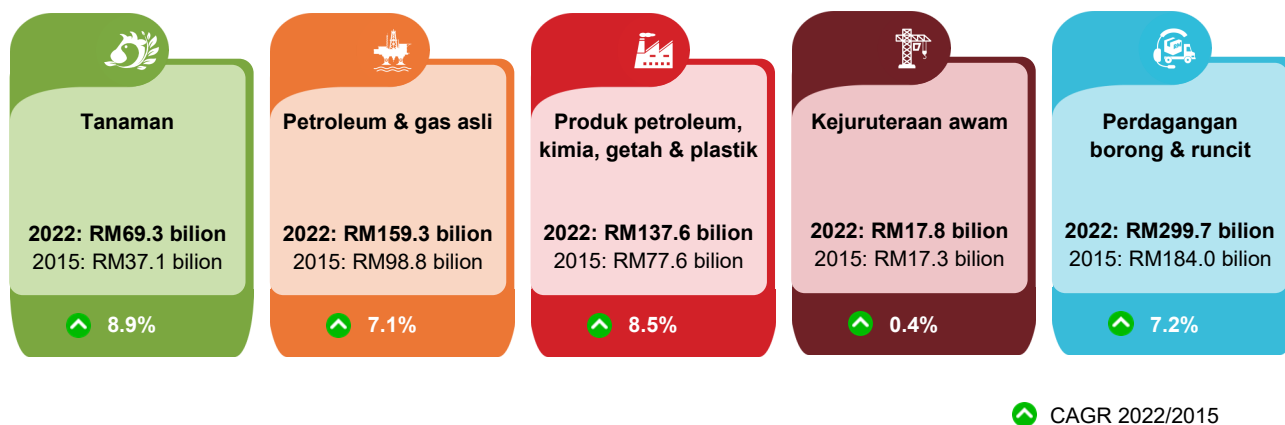 Tanaman
2022: RM69.3 bilion
2015: RM37.1 bilion
8.9%
Petroleum & gas asli
2022: RM159.3 bilion
2015: RM98.8 bilion
7.1%
Produk petroleum,
kimia, getah & plastik
2022: RM137.6 bilion
2015: RM77.6 bilion
8.5%
Kejuruteraan awam
2022: RM17.8 bilion
2015: RM17.3 bilion
0.4%
Perdagangan
borong & runcit
2022: RM299.7 bilion
2015: RM184.0 bilion
7.2%
CAGR 2022/2015